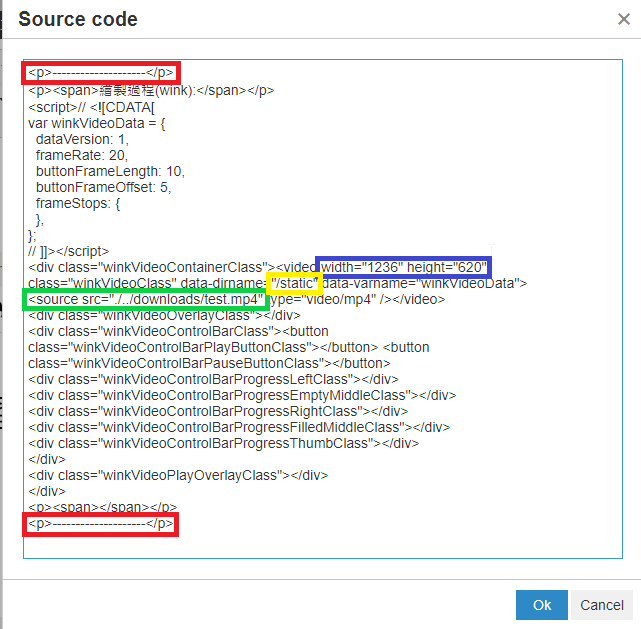 Source code
×
<p>--------------------</p>
<p><span>繪製過程(wink):</span></p>
<script>// <![CDATA[
var winkVideoData = {
dataVersion: 1,
frameRate: 20,
buttonFrameLength: 10,
buttonFrameOffset: 5,
frameStops: {
},
};
// ]]></script>
<div class="winkVideoContainerClass"><video width="1236" height="620"
class="winkVideoClass" data-dirname="/static" data-varname="winkVideoData">
<source src="./../downloads/test.mp4" type="video/mp4" /></video>
<div class="winkVideoOverlayClass"></div>
<div class="winkVideoControlBarClass"><button
class="winkVideoControlBarPlayButtonClass"></button> <button
class="winkVideoControlBarPauseButtonClass"></button>
<div class="winkVideoControlBarProgressLeftClass"></div>
<div class="winkVideoControlBarProgressEmptyMiddleClass"></div>
<div class="winkVideoControlBarProgressRightClass"></div>
<div class="winkVideoControlBarProgressFilledMiddleClass"></div>
<div class="winkVideoControlBarProgressThumbClass"></div>
</div>
<div class="winkVideoPlayOverlayClass"></div>
</div>
<p><span></span></p>
<p>--------------------</p>
Ok Cancel